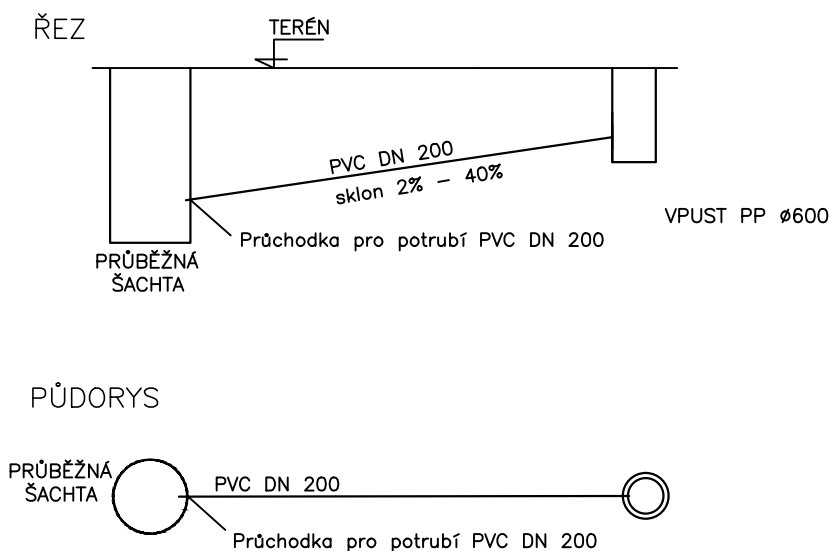 ŘEZ
TERÉN
PVC DN 200
sklon 2% – 40%
VPUST PP ø600
Průchodka pro potrubí PVC DN 200
PRŮBĚŽNÁ
ŠACHTA
PŮDORYS
PRŮBĚŽNÁ
ŠACHTA
PVC DN 200
Průchodka pro potrubí PVC DN 200